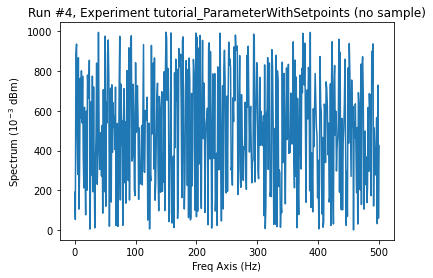 Run #4, Experiment tutorial_ParameterWithSetpoints (no sample)
1000
800
600
400
200
0
Spectrum (10⁻³ dBm)
0 100 200 300 400 500
Freq Axis (Hz)